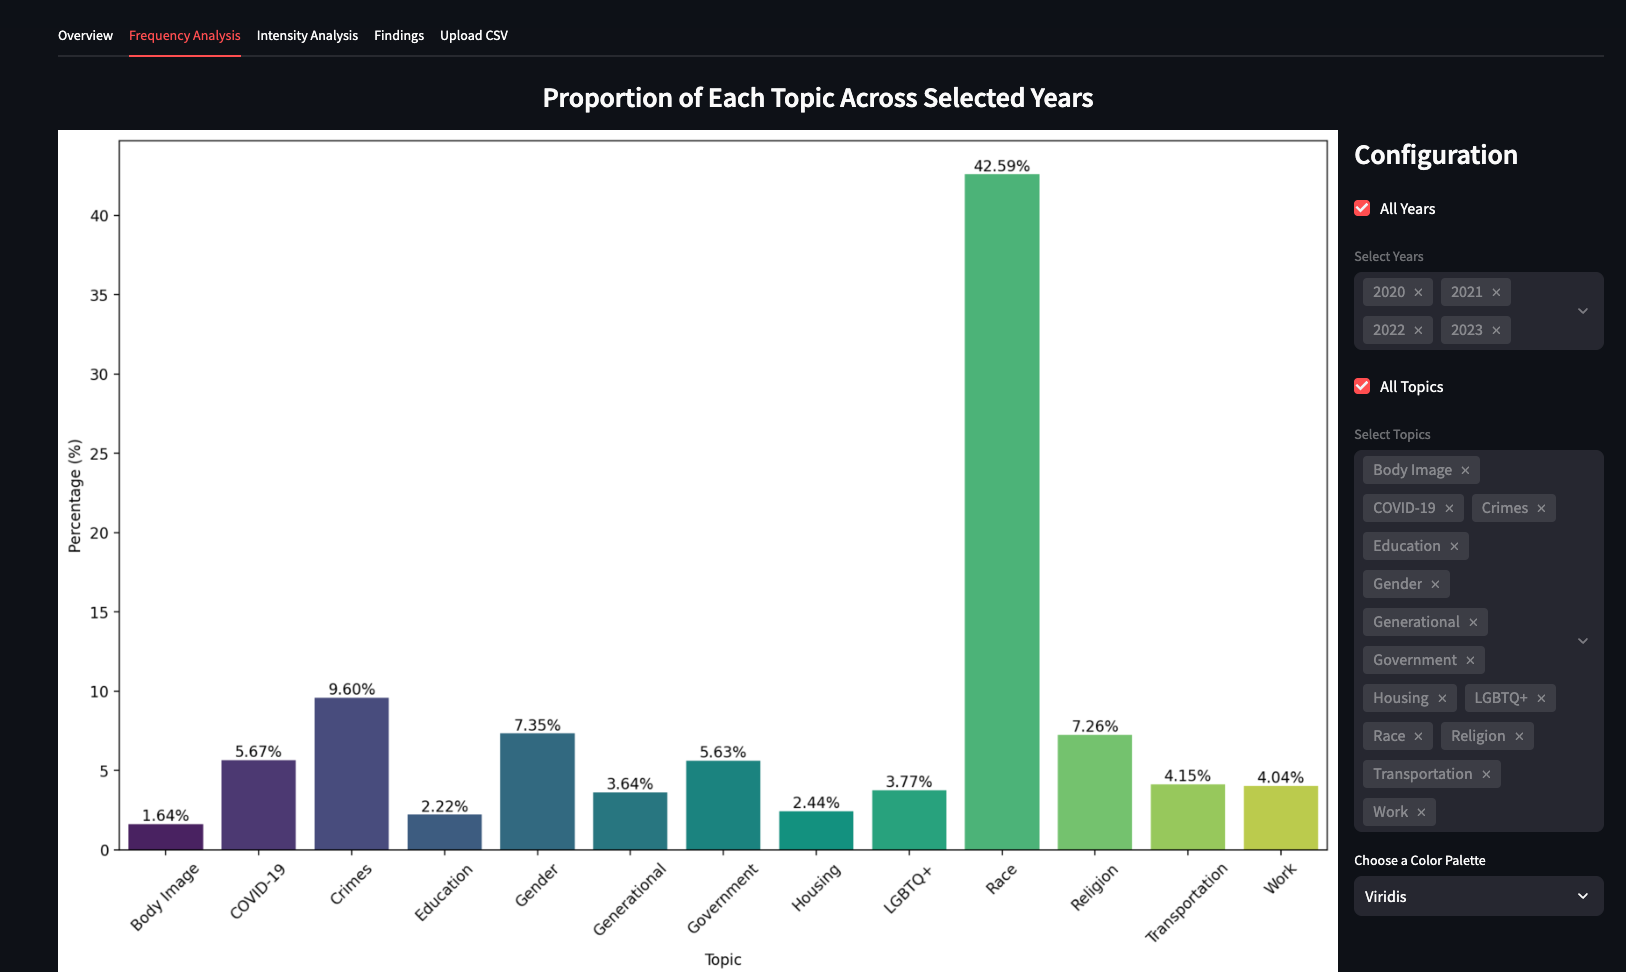 Overview Frequency Analysis Intensity Analysis Findings Upload CSV
Proportion of Each Topic Across Selected Years
42.59%
40
35
30
25
20
15
10
5
0
Percentage (%)
1.64%
5.67%
9.60%
2.22%
7.35%
3.64%
5.63%
2.44%
3.77%
7.26%
4.15%
4.04%
Body Image
COVID-19
Crimes
Education
Gender
Generational
Government
Housing
LGBTQ+
Race
Religion
Transportation
Work
Topic
Configuration
All Years
Select Years
2020 × 2021 ×
2022 × 2023 ×
All Topics
Select Topics
Body Image ×
COVID-19 × Crimes ×
Education ×
Gender ×
Generational ×
Government ×
Housing × LGBTQ+ ×
Race × Religion ×
Transportation ×
Work ×
Choose a Color Palette
Viridis